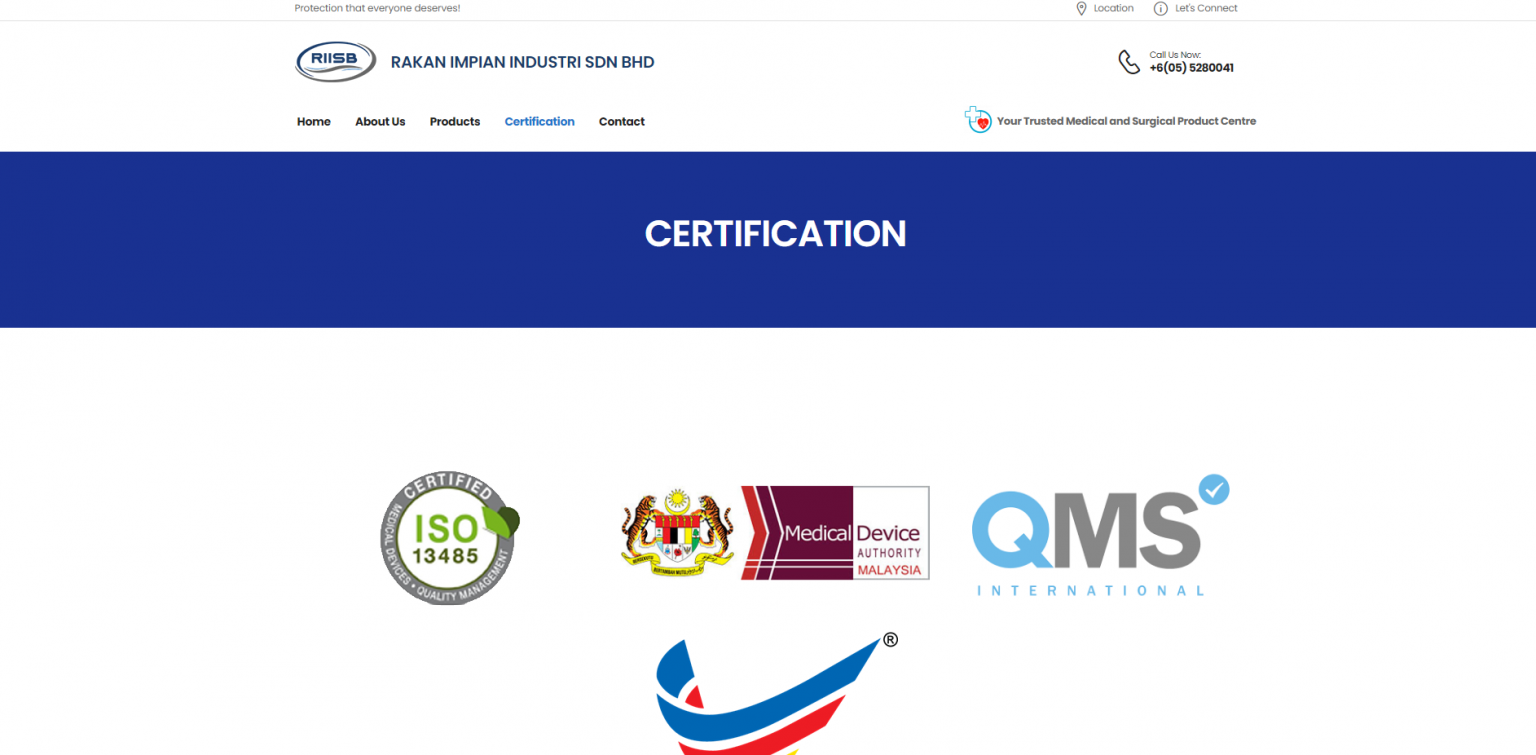 Protection that everyone deserves!
Location
Let's Connect
RIISB
RAKAN IMPIAN INDUSTRI SDN BHD
Call Us Now:
+6(05) 5280041
Home
About Us
Products
Certification
Contact
Your Trusted Medical and Surgical Product Centre
CERTIFICATION
CERTIFIED
ISO
13485
MEDICAL DEVICES • QUALITY MANAGEMENT
Medical Device
AUTHORITY
MALAYSIA
QMS
INTERNATIONAL
®